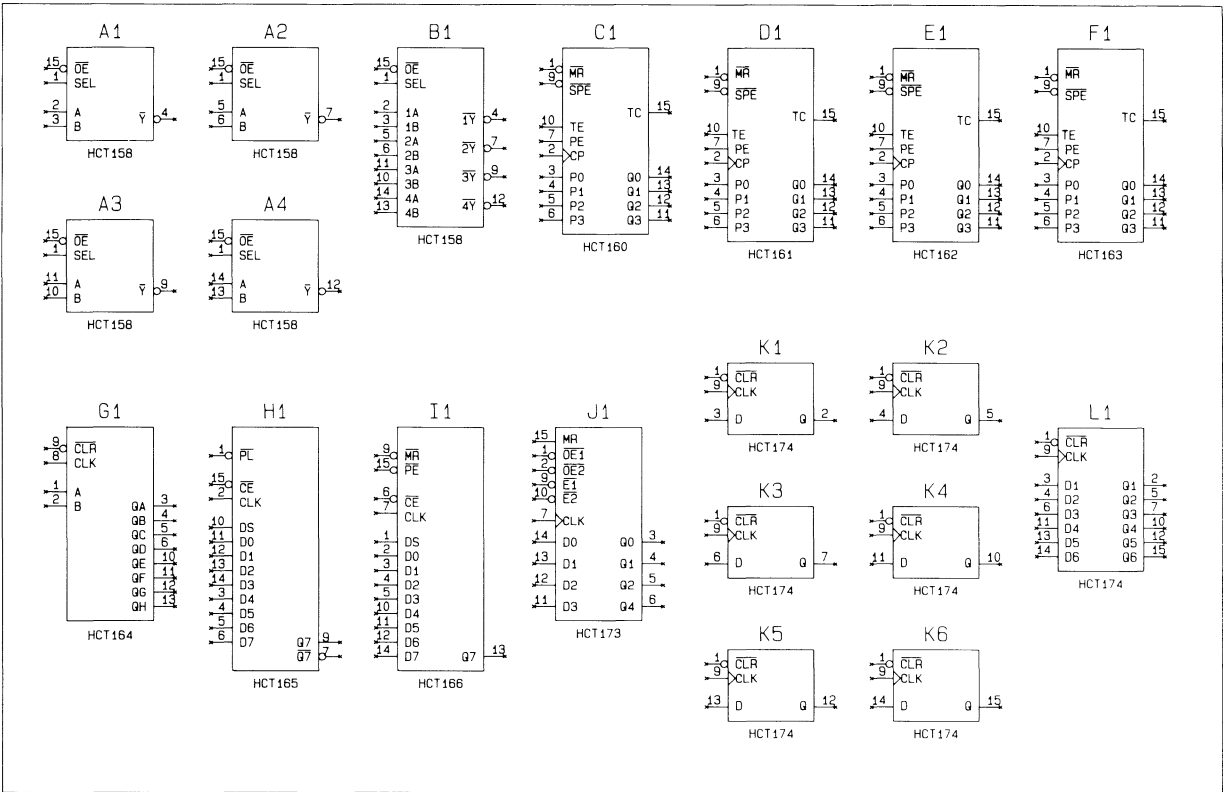 A1 A2 B1 C1 D1 E1 F1
15 OE
1 SEL
2 A
3 B
Y 4
HCT158
15 OE
1 SEL
5 A
6 B
Y 7
HCT158
15 OE
1 SEL
2 1A
3 1B
5 2A
6 2B
11 3A
10 3B
14 4A
13 4B
1Y 4
2Y 7
3Y 9
4Y 12
HCT158
1 MR
9 SPE
TC 15
10 TE
7 PE
2 CP
3 P0 Q0 14
4 P1 Q1 13
5 P2 Q2 12
6 P3 Q3 11
HCT160
1 MR
9 SPE
TC 15
10 TE
7 PE
2 CP
3 P0 Q0 14
4 P1 Q1 13
5 P2 Q2 12
6 P3 Q3 11
HCT161
1 MR
9 SPE
TC 15
10 TE
7 PE
2 CP
3 P0 Q0 14
4 P1 Q1 13
5 P2 Q2 12
6 P3 Q3 11
HCT162
1 MR
9 SPE
TC 15
10 TE
7 PE
2 CP
3 P0 Q0 14
4 P1 Q1 13
5 P2 Q2 12
6 P3 Q3 11
HCT163
A3 A4
15 OE
1 SEL
11 A
10 B
Y 9
HCT158
15 OE
1 SEL
14 A
13 B
Y 12
HCT158
K1 K2
1 CLR
9 CLK
3 D Q 2
HCT174
1 CLR
9 CLK
4 D Q 5
HCT174
G1 H1 I1 J1 L1
9 CLR
8 CLK
1 A
2 B
QA 3
QB 4
QC 5
QD 6
QE 10
QF 11
QG 12
QH 13
HCT164
1 PL
15 CE
2 CLK
10 DS
11 D0
12 D1
13 D2
14 D3
3 D4
4 D5
5 D6
6 D7
Q7 9
Q7 7
HCT165
9 MR
15 PE
6 CE
7 CLK
1 DS
2 D0
3 D1
4 D2
5 D3
10 D4
11 D5
12 D6
14 D7 Q7 13
HCT166
15 MR
1 OE1
2 OE2
9 E1
10 E2
7 CLK
14 D0 Q0 3
13 D1 Q1 4
12 D2 Q2 5
11 D3 Q4 6
HCT173
K3 K4
1 CLR
9 CLK
6 D Q 7
HCT174
1 CLR
9 CLK
11 D Q 10
HCT174
1 CLR
9 CLK
3 D1 Q1 2
4 D2 Q2 5
6 D3 Q3 7
11 D4 Q4 10
13 D5 Q5 12
14 D6 Q6 15
HCT174
K5 K6
1 CLR
9 CLK
13 D Q 12
HCT174
1 CLR
9 CLK
14 D Q 15
HCT174